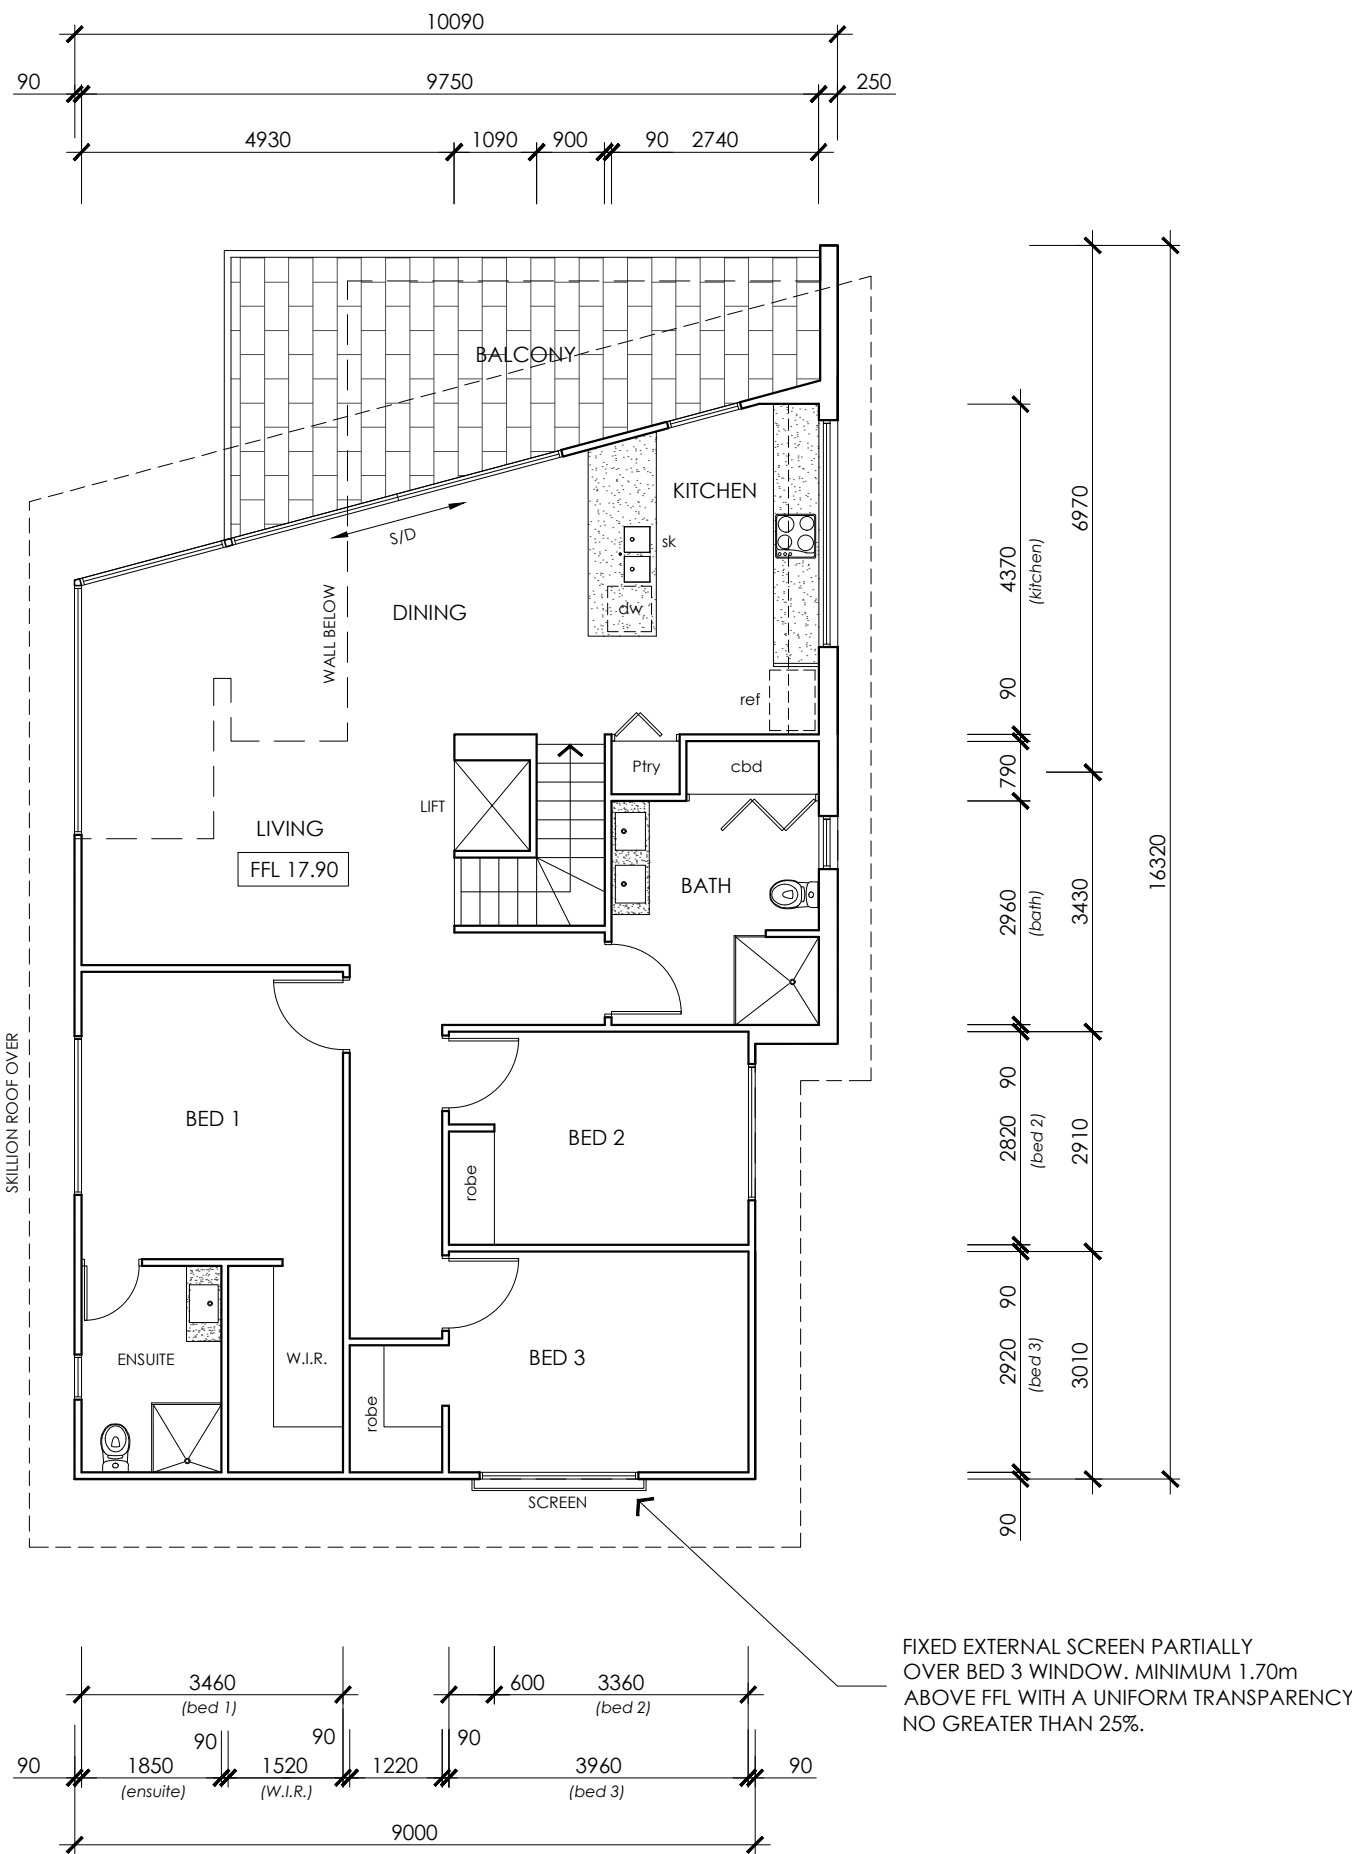 10090
90
9750
250
4930
1090
900
90
2740
BALCONY
KITCHEN
S/D
sk
dw
DINING
WALL BELOW
ref
Ptry
cbd
LIFT
LIVING
FFL 17.90
BATH
SKILLION ROOF OVER
BED 1
BED 2
robe
ENSUITE
W.I.R.
BED 3
robe
SCREEN
4370
(kitchen)
6970
90
790
2960
(bath)
3430
16320
90
2820
(bed 2)
2910
90
2920
(bed 3)
3010
90
FIXED EXTERNAL SCREEN PARTIALLY
OVER BED 3 WINDOW. MINIMUM 1.70m
ABOVE FFL WITH A UNIFORM TRANSPARENCY
NO GREATER THAN 25%.
3460
(bed 1)
600
3360
(bed 2)
90
1850
(ensuite)
90
1520
(W.I.R.)
90
1220
90
3960
(bed 3)
90
9000